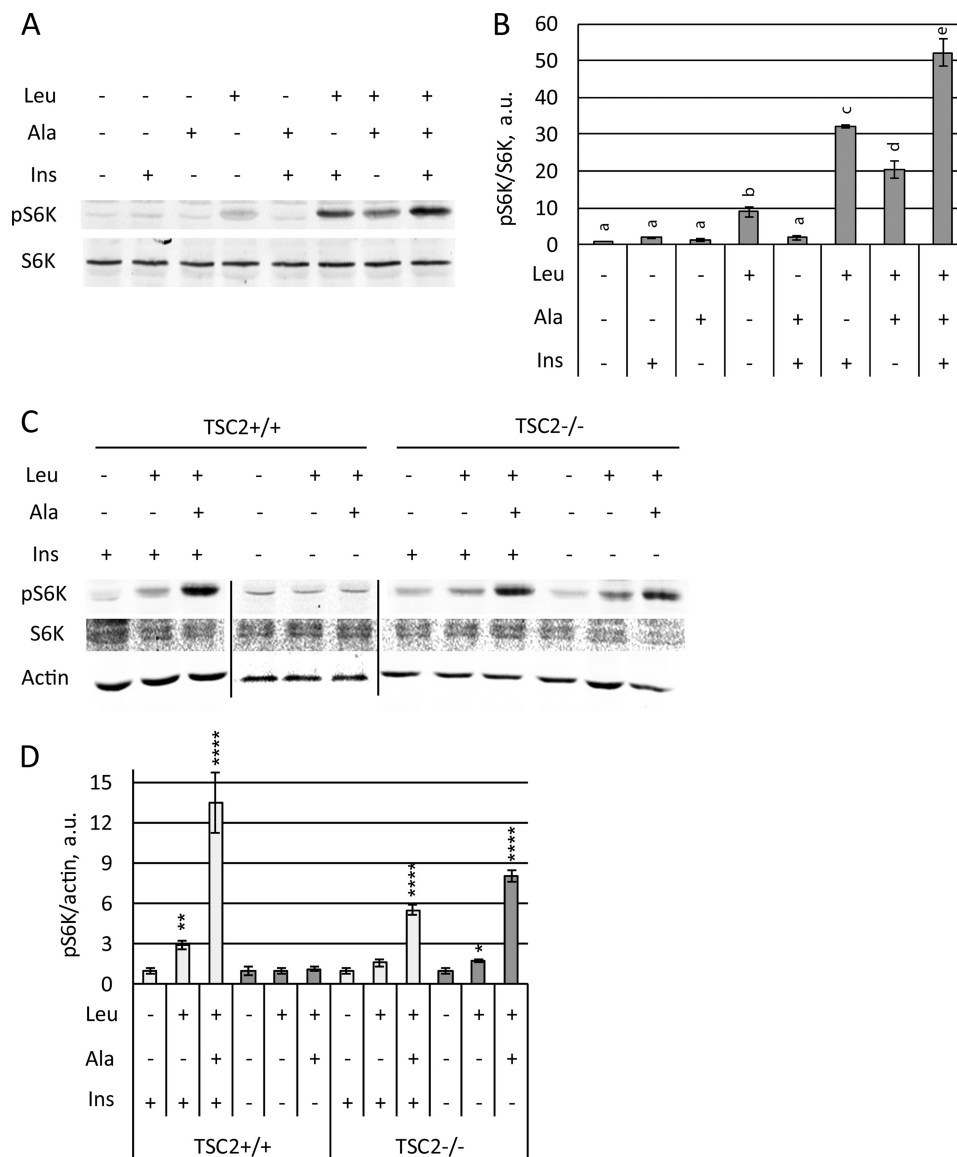 A
Leu - - - + - + + +
Ala - - + - + - + +
Ins - + - - + + - +
pS6K
S6K
B
pS6K/S6K, a.u.
60
50
40
30
20
10
0
a a a b a c d e
Leu - - - + - + + +
Ala - - + - + - + +
Ins - + - - + + - +
C
TSC2+/+ TSC2-/-
Leu - + + - + + - + + - + +
Ala - - + - - + - - + - - +
Ins + + + - - - + + + - - -
pS6K
S6K
Actin
D
pS6K/actin, a.u.
15
12
9
6
3
0
** **** **** * ****
Leu - + + - + + - + + - + +
Ala - - + - - + - - + - - +
Ins + + + - - - + + + - - -
TSC2+/+ TSC2-/-